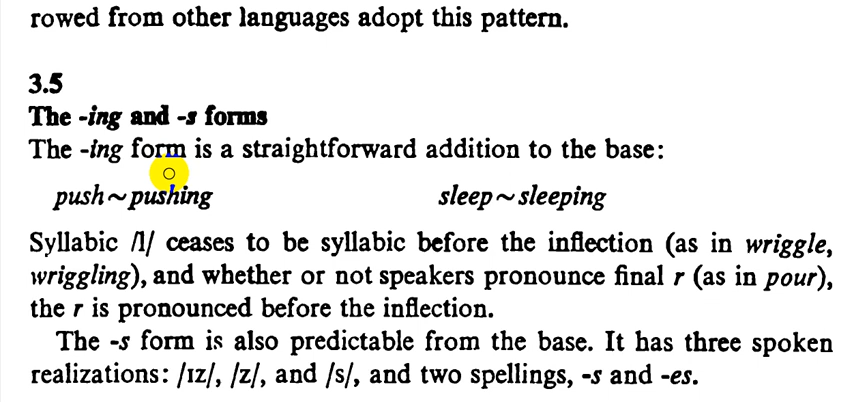 rowed from other languages adopt this pattern.
3.5
The -ing and -s forms
The -ing form is a straightforward addition to the base:
push~pushing sleep~sleeping
Syllabic /l/ ceases to be syllabic before the inflection (as in wriggle,
wriggling), and whether or not speakers pronounce final r (as in pour),
the r is pronounced before the inflection.
The -s form is also predictable from the base. It has three spoken
realizations: /ɪz/, /z/, and /s/, and two spellings, -s and -es.